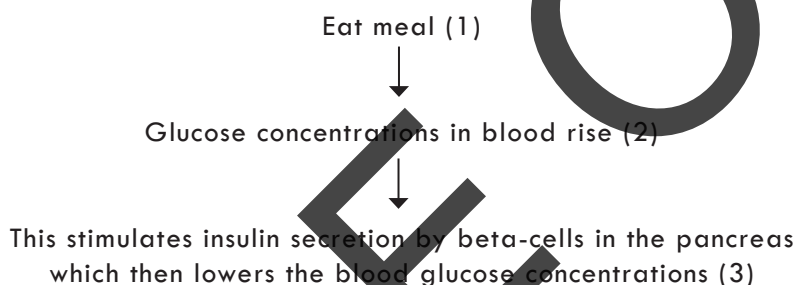 Eat meal (1)
Glucose concentrations in blood rise (2)
This stimulates insulin secretion by beta-cells in the pancreas
which then lowers the blood glucose concentrations (3)